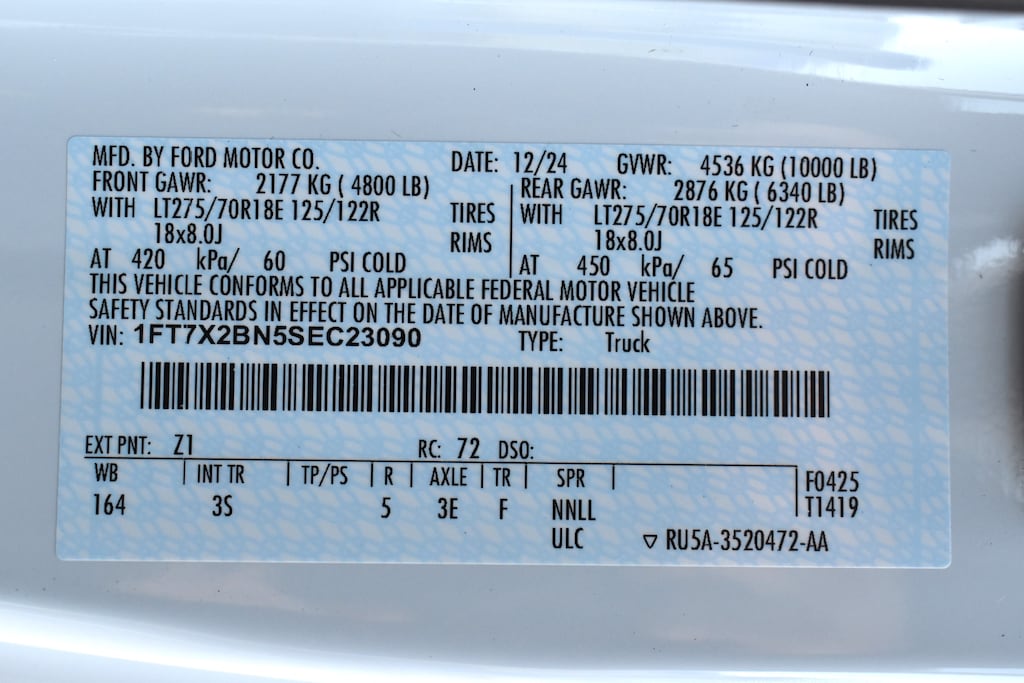 MFD. BY FORD MOTOR CO. DATE: 12/24 GVWR: 4536 KG (10000 LB)
FRONT GAWR: 2177 KG ( 4800 LB) REAR GAWR: 2876 KG ( 6340 LB)
WITH LT275/70R18E 125/122R TIRES WITH LT275/70R18E 125/122R TIRES
18x8.0J RIMS 18x8.0J RIMS
AT 420 kPa/ 60 PSI COLD AT 450 kPa/ 65 PSI COLD
THIS VEHICLE CONFORMS TO ALL APPLICABLE FEDERAL MOTOR VEHICLE
SAFETY STANDARDS IN EFFECT ON THE DATE OF MANUFACTURE SHOWN ABOVE.
VIN: 1FT7X2BN5SEC23090 TYPE: Truck
EXT PNT: Z1 RC: 72 DSO:
WB INT TR TP/PS R AXLE TR SPR F0425
164 3S 5 3E F NNLL T1419
ULC RU5A-3520472-AA